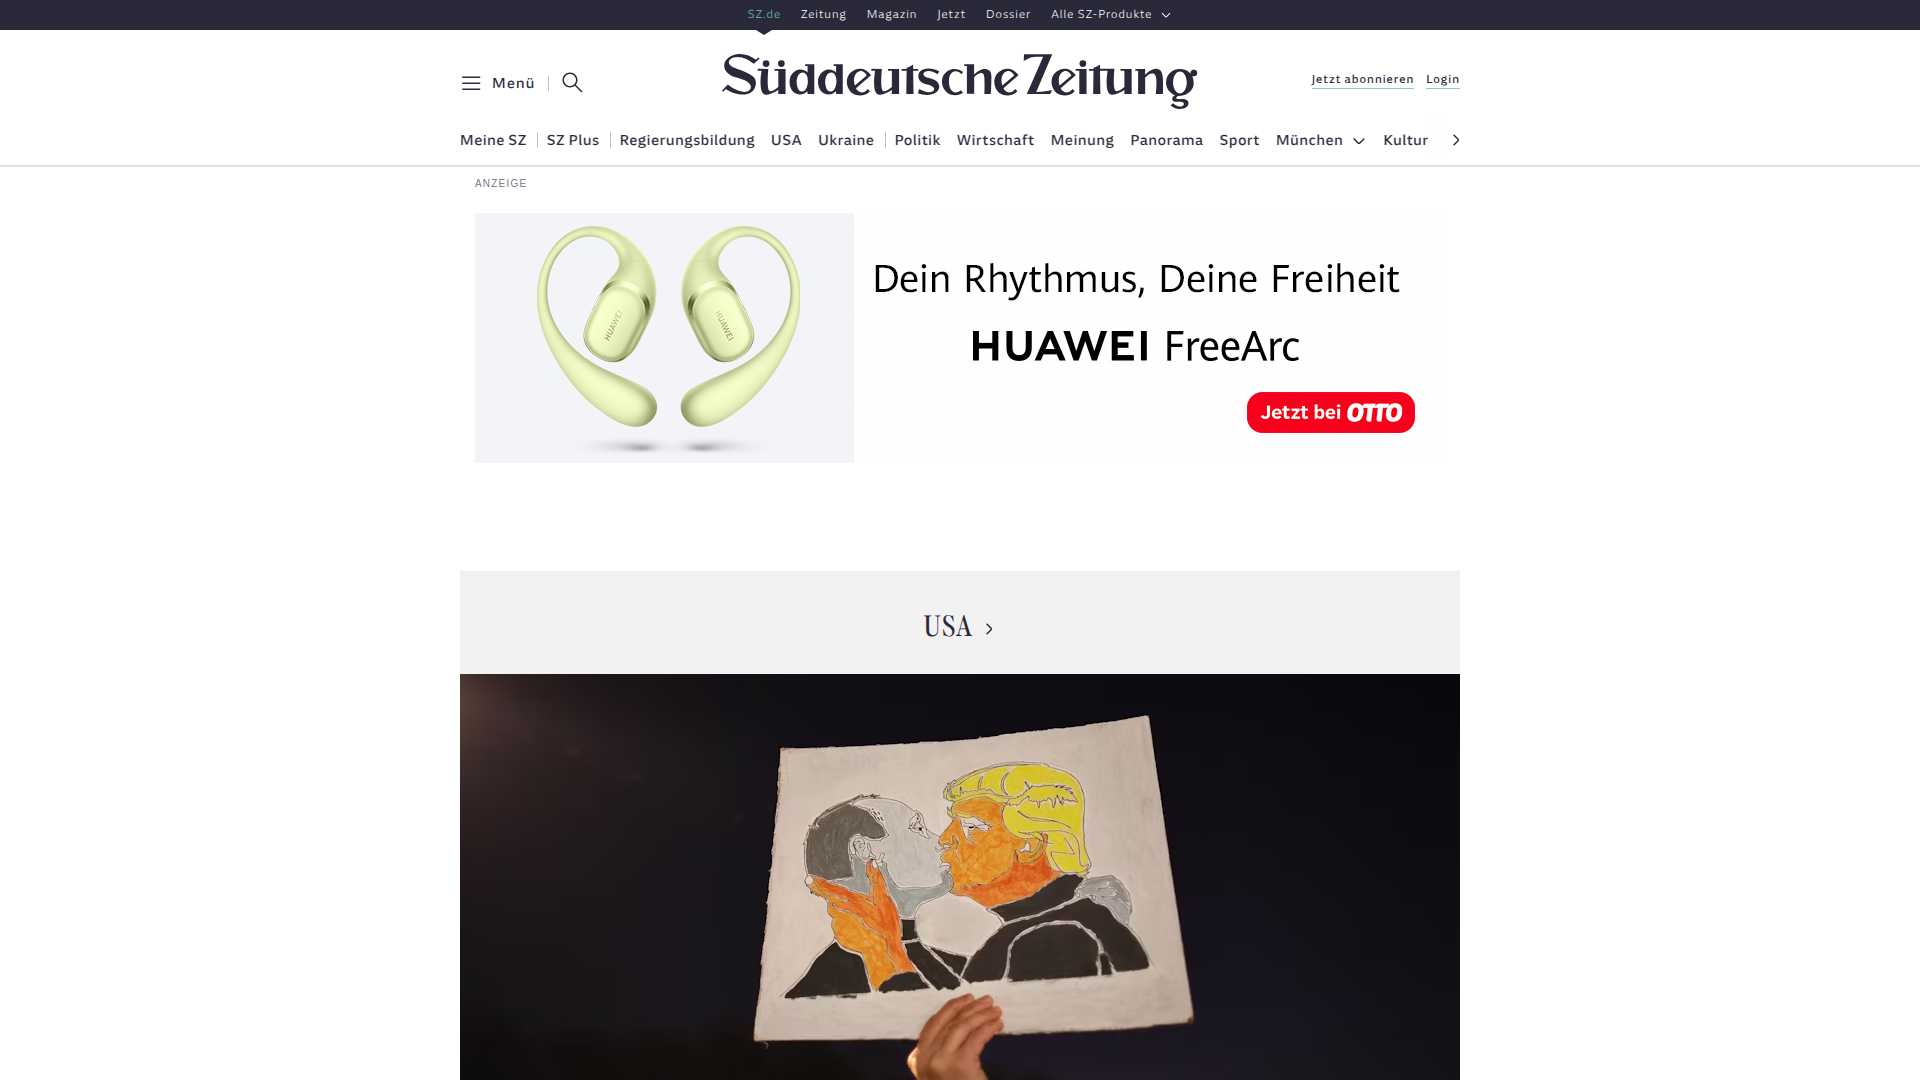 SZ.de Zeitung Magazin Jetzt Dossier Alle SZ-Produkte
Menü
Süddeutsche Zeitung
Jetzt abonnieren Login
Meine SZ SZ Plus Regierungsbildung USA Ukraine Politik Wirtschaft Meinung Panorama Sport München Kultur
ANZEIGE
HUAWEI HUAWEI
Dein Rhythmus, Deine Freiheit
HUAWEI FreeArc
Jetzt bei OTTO
USA